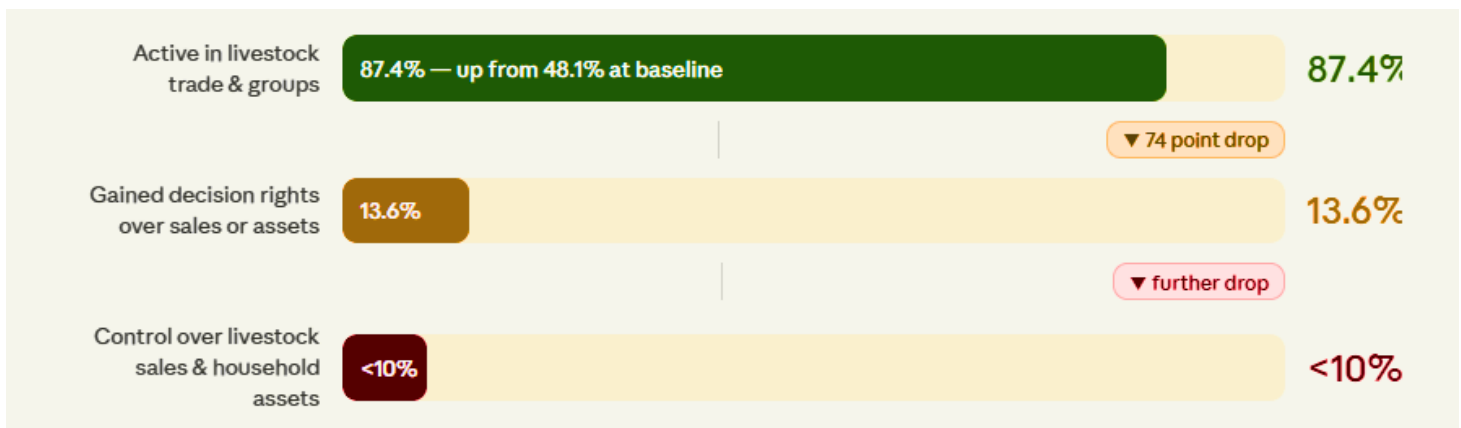 Active in livestock
trade & groups
87.4% — up from 48.1% at baseline
87.4%
▼ 74 point drop
Gained decision rights
over sales or assets
13.6%
13.6%
▼ further drop
Control over livestock
sales & household
assets
<10%
<10%